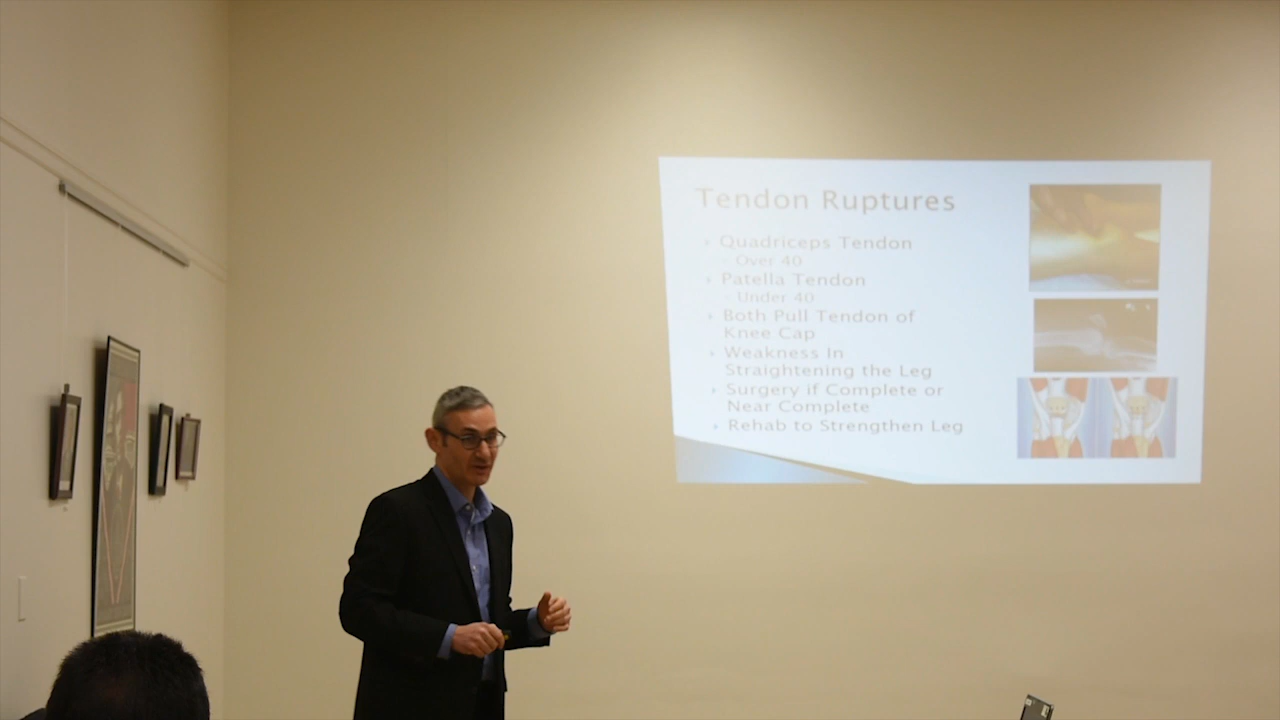 Tendon Ruptures
Quadriceps Tendon
Over 40
Patella Tendon
Under 40
Both Pull Tendon of
Knee Cap
Weakness In
Straightening the Leg
Surgery if Complete or
Near Complete
Rehab to Strengthen Leg